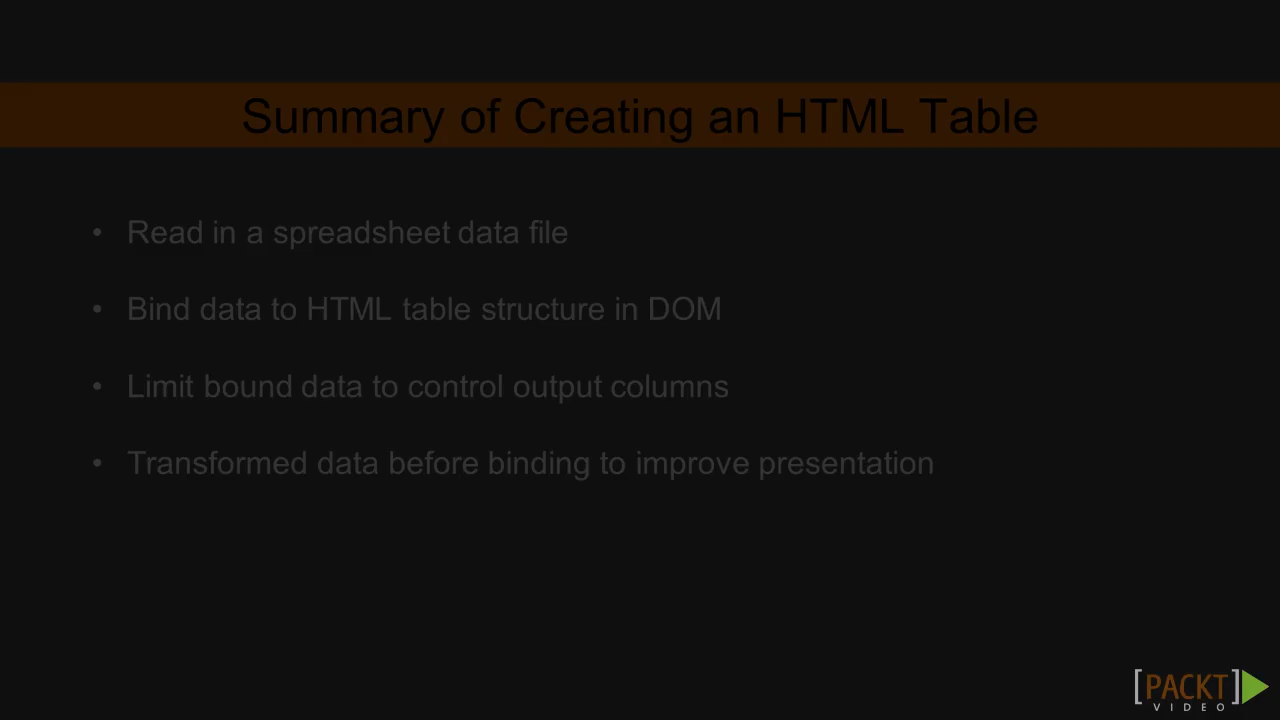 Summary of Creating an HTML Table
• Read in a spreadsheet data file
• Bind data to HTML table structure in DOM
• Limit bound data to control output columns
• Transformed data before binding to improve presentation
[PACKT]
VIDEO